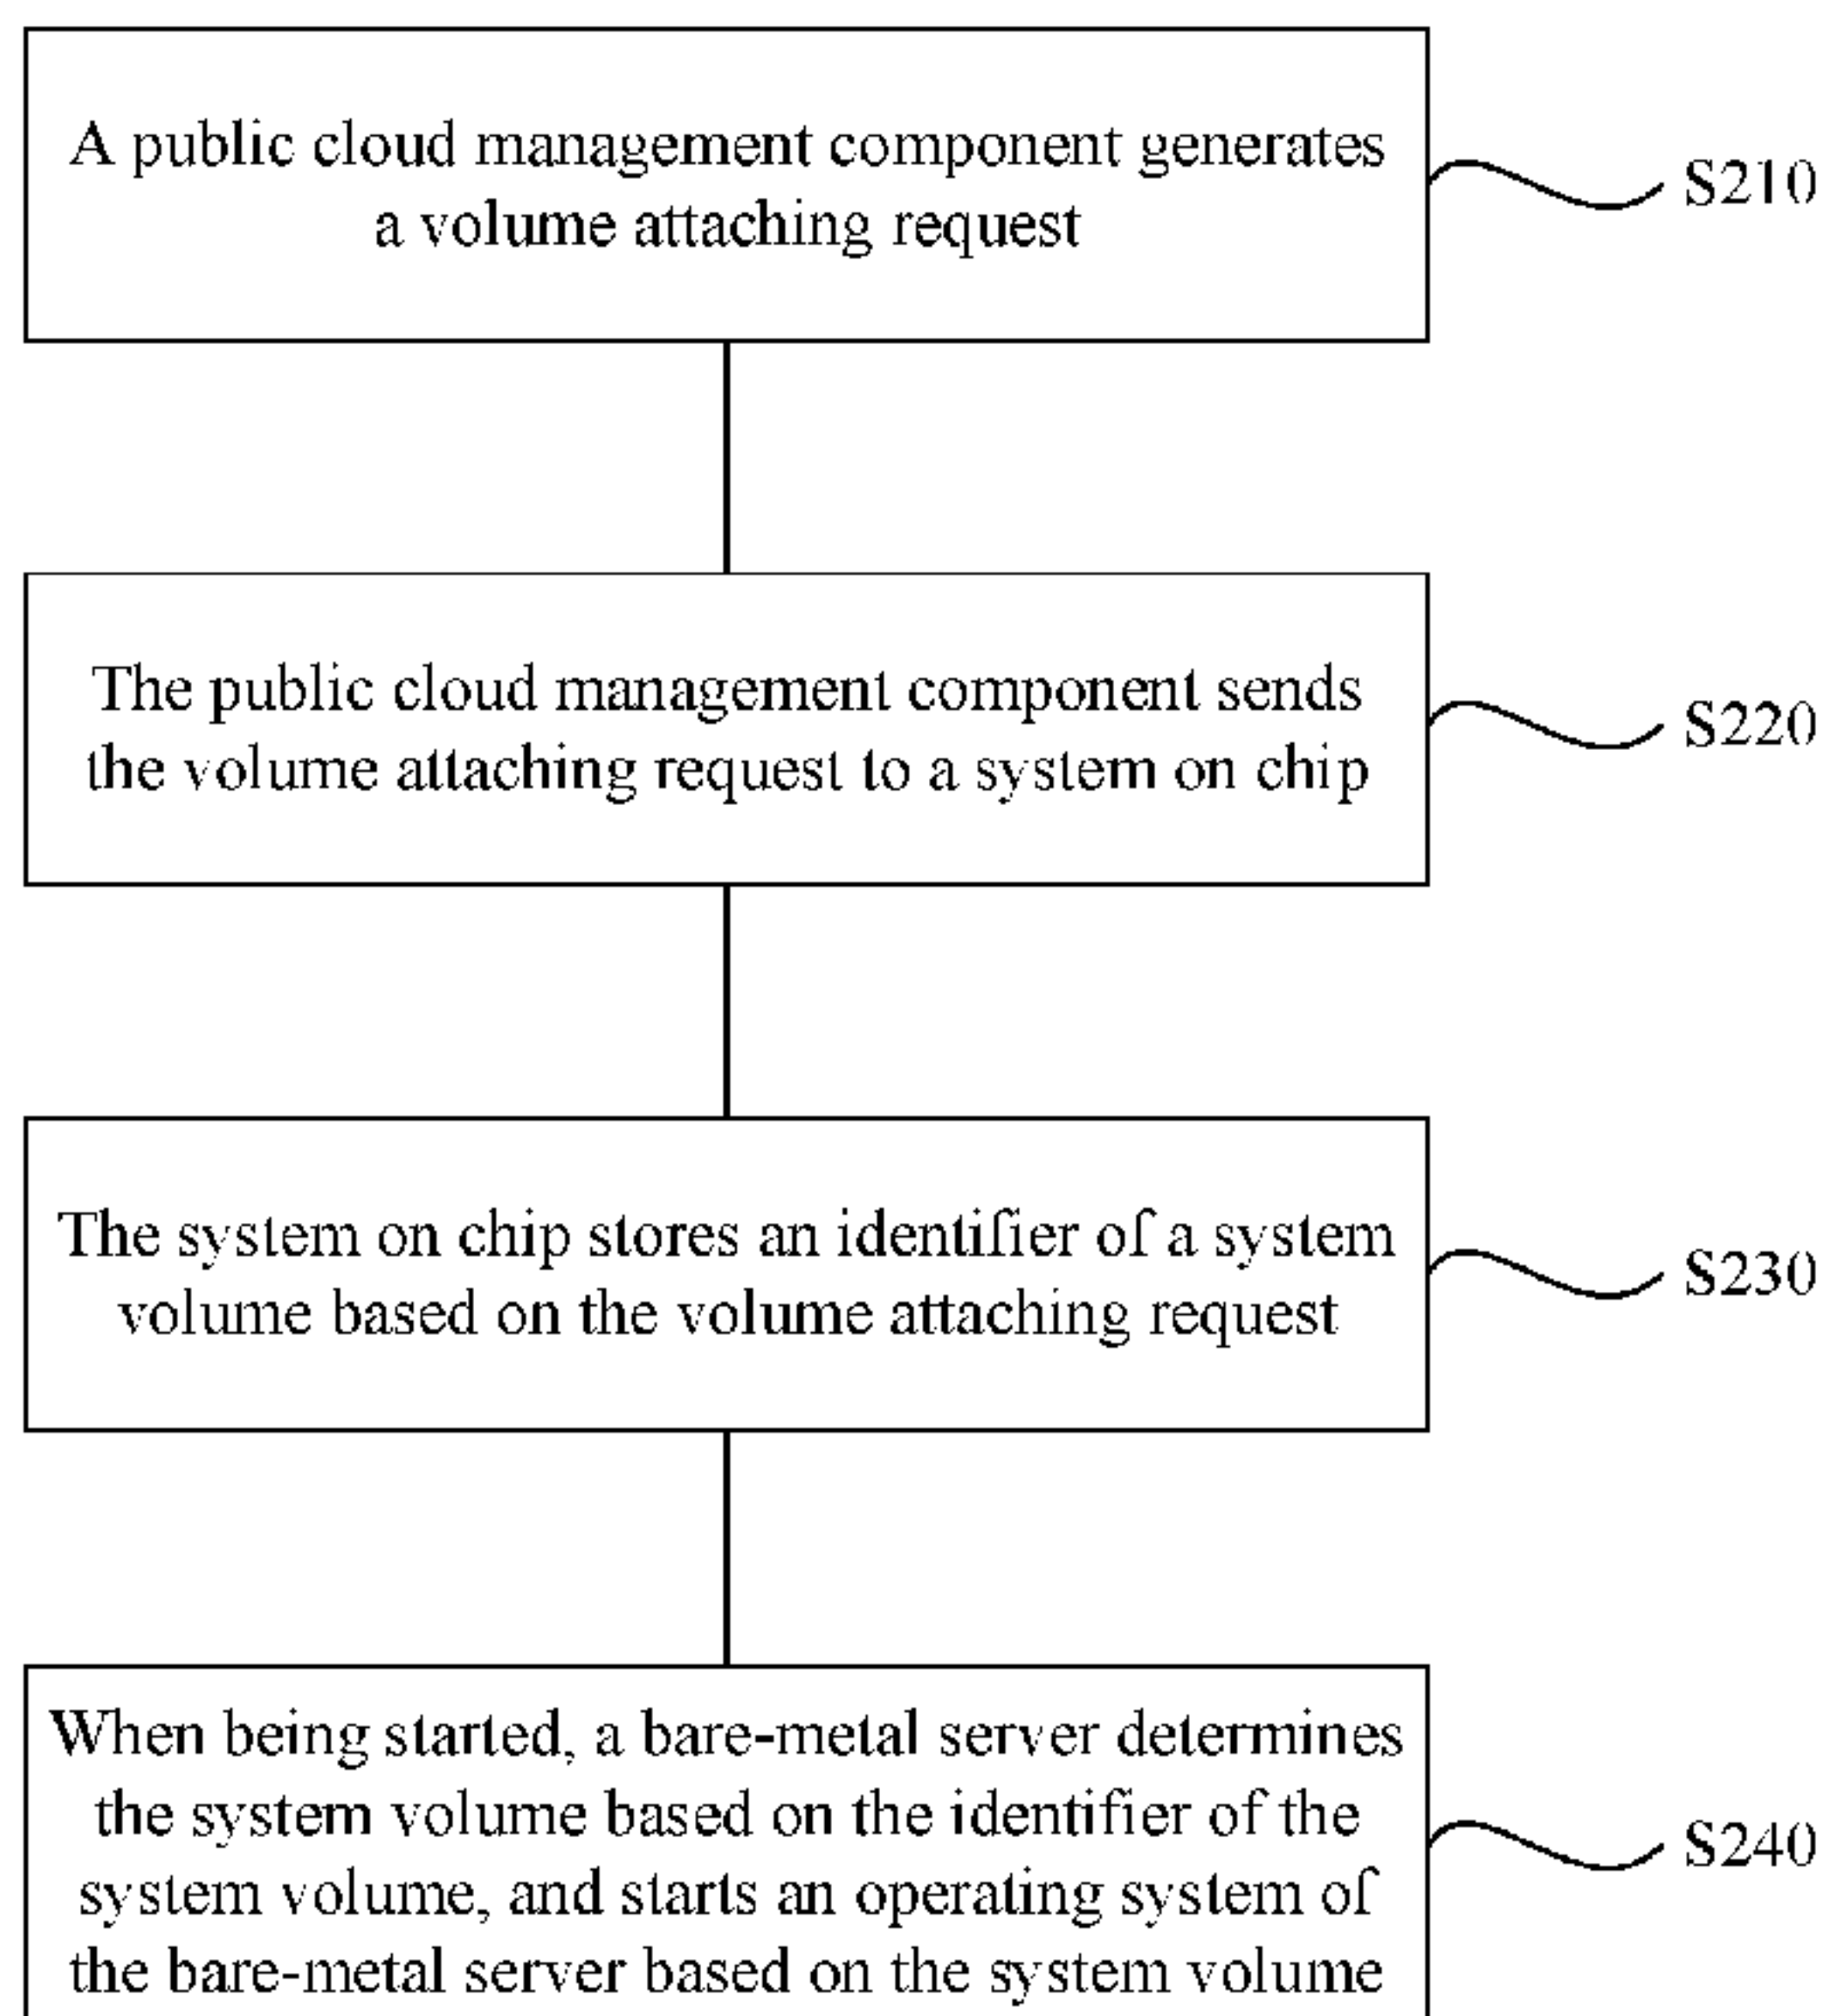 A public cloud management component generates
a volume attaching request
S210
The public cloud management component sends
the volume attaching request to a system on chip
S220
The system on chip stores an identifier of a system
volume based on the volume attaching request
S230
When being started, a bare-metal server determines
the system volume based on the identifier of the
system volume, and starts an operating system of
the bare-metal server based on the system volume
S240